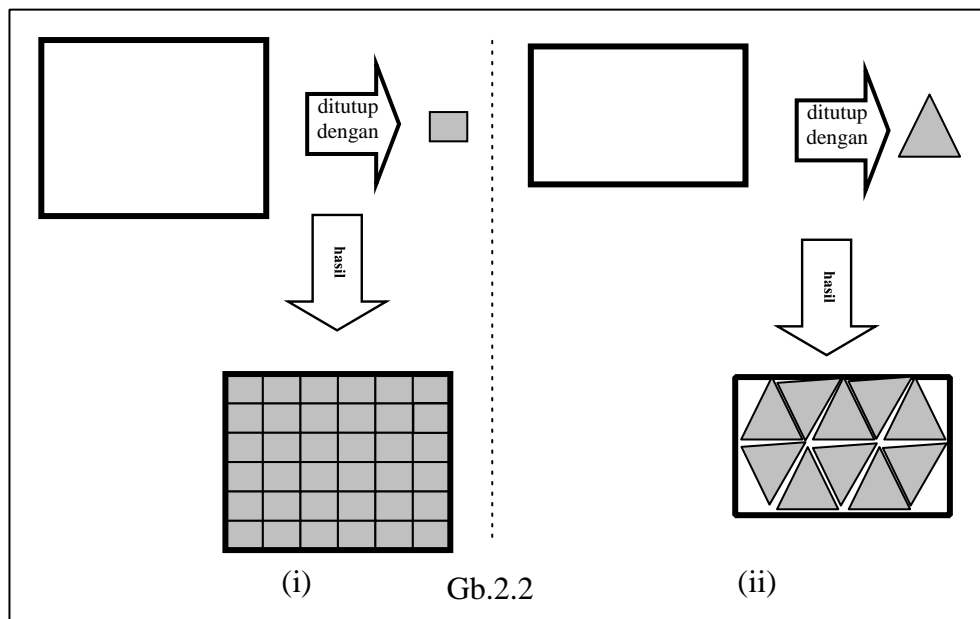 ditutup
dengan
hasil
ditutup
dengan
hasil
(i)
Gb.2.2
(ii)